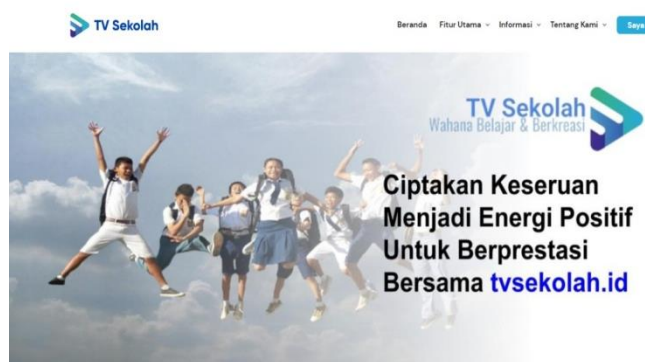 TV Sekolah
Beranda Fitur Utama Informasi Tentang Kami Saya
TV Sekolah
Wahana Belajar & Berkreasi
Ciptakan Keseruan
Menjadi Energi Positif
Untuk Berprestasi
Bersama tvsekolah.id